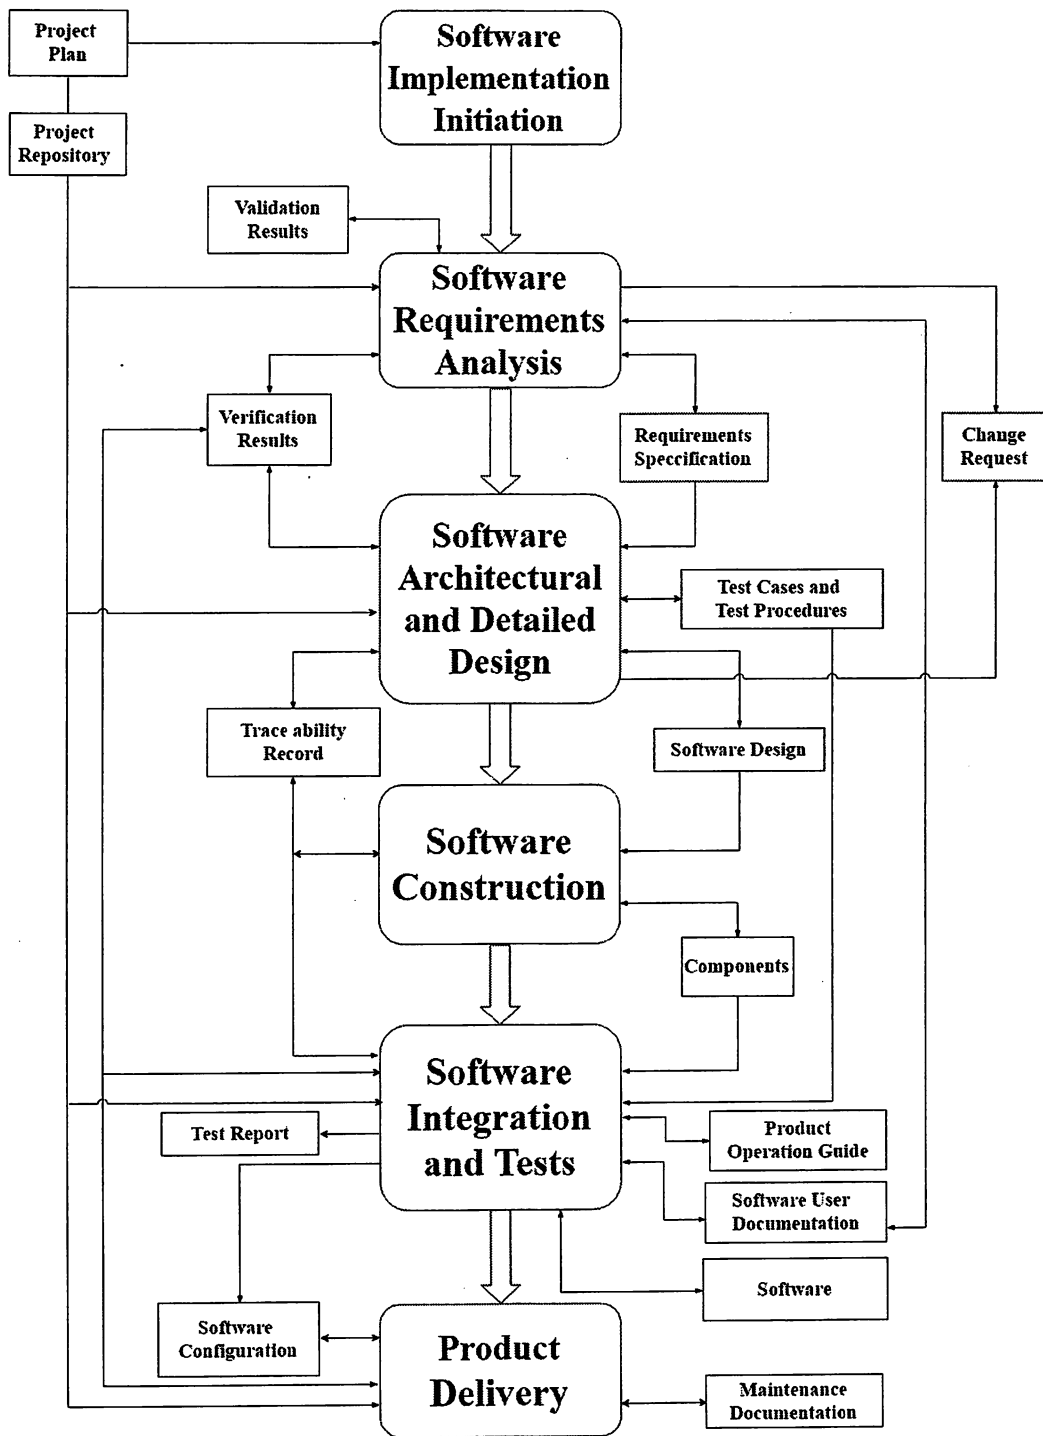 Project
Plan
Software
Implementation
Initiation
Project
Repository
Validation
Results
Software
Requirements
Analysis
Verification
Results
Requirements
Speccification
Change
Request
Software
Architectural
and Detailed
Design
Test Cases and
Test Procedures
Trace ability
Record
Software Design
Software
Construction
Components
Software
Integration
and Tests
Test Report
Product
Operation Guide
Software User
Documentation
Software
Software
Configuration
Product
Delivery
Maintenance
Documentation